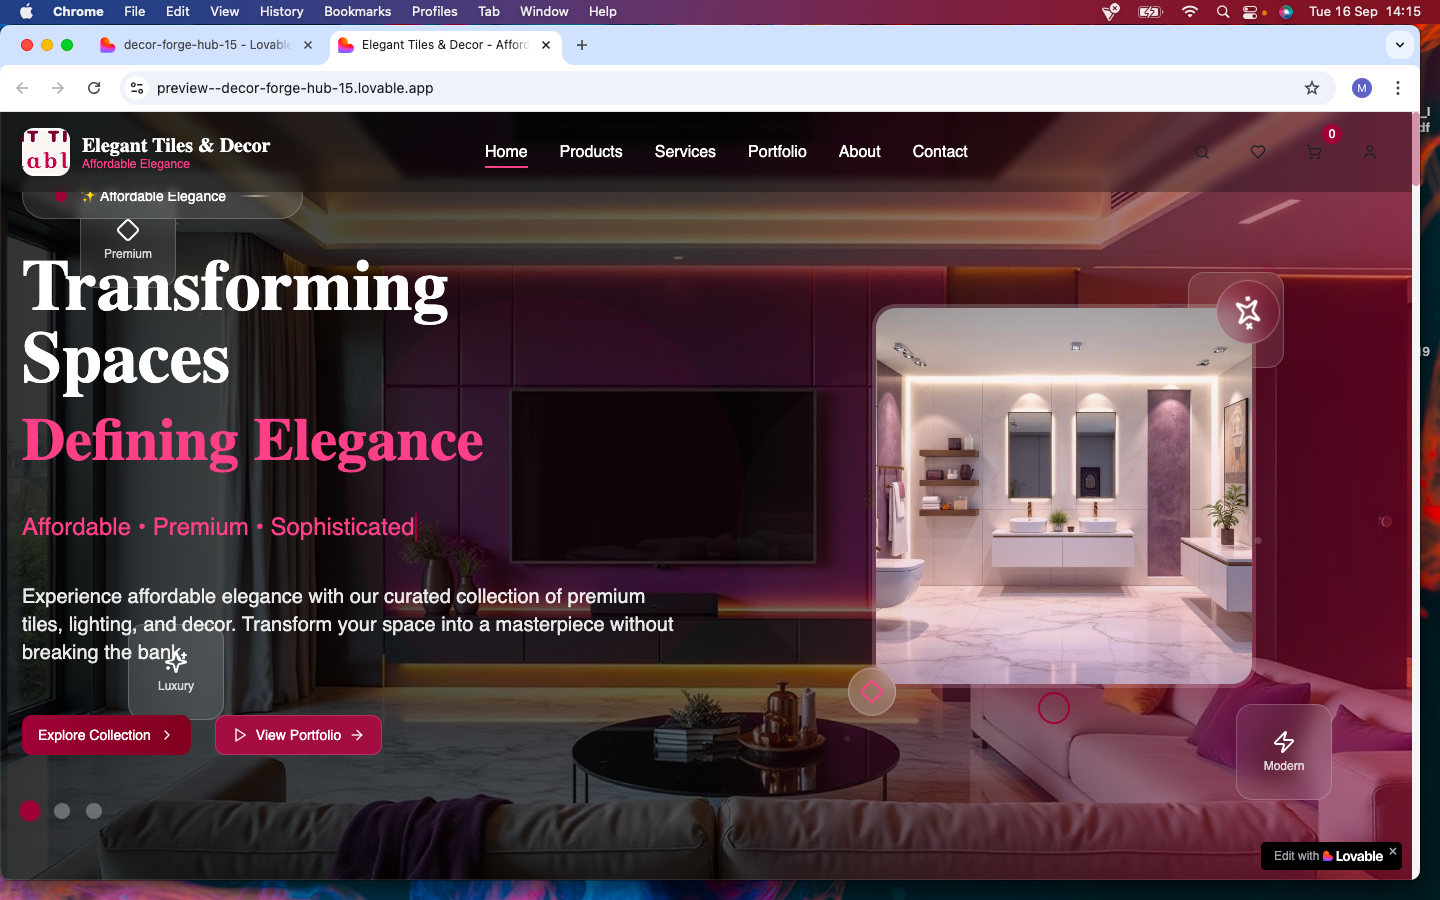 Chrome File Edit View History Bookmarks Profiles Tab Window Help Tue 16 Sep 14:15
decor-forge-hub-15 - Lovable
Elegant Tiles & Decor - Afford
preview--decor-forge-hub-15.lovable.app
M
T TI
abl
Elegant Tiles & Decor
Affordable Elegance
Home Products Services Portfolio About Contact
0
✨ Affordable Elegance
Premium
Transforming
Spaces
Defining Elegance
Affordable • Premium • Sophisticated
Experience affordable elegance with our curated collection of premium
tiles, lighting, and decor. Transform your space into a masterpiece without
breaking the bank.
Luxury
Explore Collection
View Portfolio
Modern
Edit with Lovable